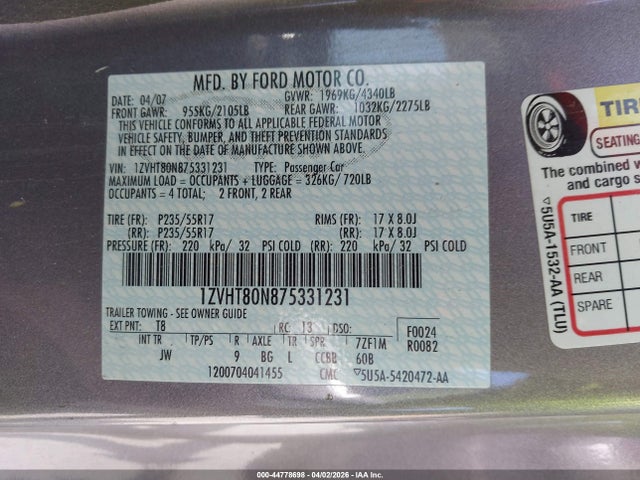 MFD. BY FORD MOTOR CO.
DATE: 04/07 GVWR: 1969KG/4340LB
FRONT GAWR: 955KG/2105LB REAR GAWR: 1032KG/2275LB
THIS VEHICLE CONFORMS TO ALL APPLICABLE FEDERAL MOTOR
VEHICLE SAFETY, BUMPER, AND THEFT PREVENTION STANDARDS
IN EFFECT ON THE DATE OF MANUFACTURE SHOWN ABOVE.
VIN: 1ZVHT80N875331231 TYPE: Passenger Car
MAXIMUM LOAD = OCCUPANTS + LUGGAGE = 326KG/720LB
OCCUPANTS = 4 TOTAL; 2 FRONT, 2 REAR
TIRE (FR): P235/55R17 RIMS (FR): 17 X 8.0J
(RR): P235/55R17 (RR): 17 X 8.0J
PRESSURE (FR): 220 kPa/ 32 PSI COLD (RR): 220 kPa/ 32 PSI COLD
1ZVHT80N875331231
TRAILER TOWING - SEE OWNER GUIDE
EXT PNT: T8 RC: 13 DSO: F0024
INT TR TP/PS R AXLE TR SPR 7ZF1M R0082
JW 9 BG L CCBB 60B
1200704041455 CMC ▽5U5A-5420472-AA
TIRE
SEATING
The combined w
and cargo s
TIRE
FRONT
REAR
SPARE
▽5U5A-1532-AA (TLU)
000-44778698 - 04/02/2026 - IAA Inc.